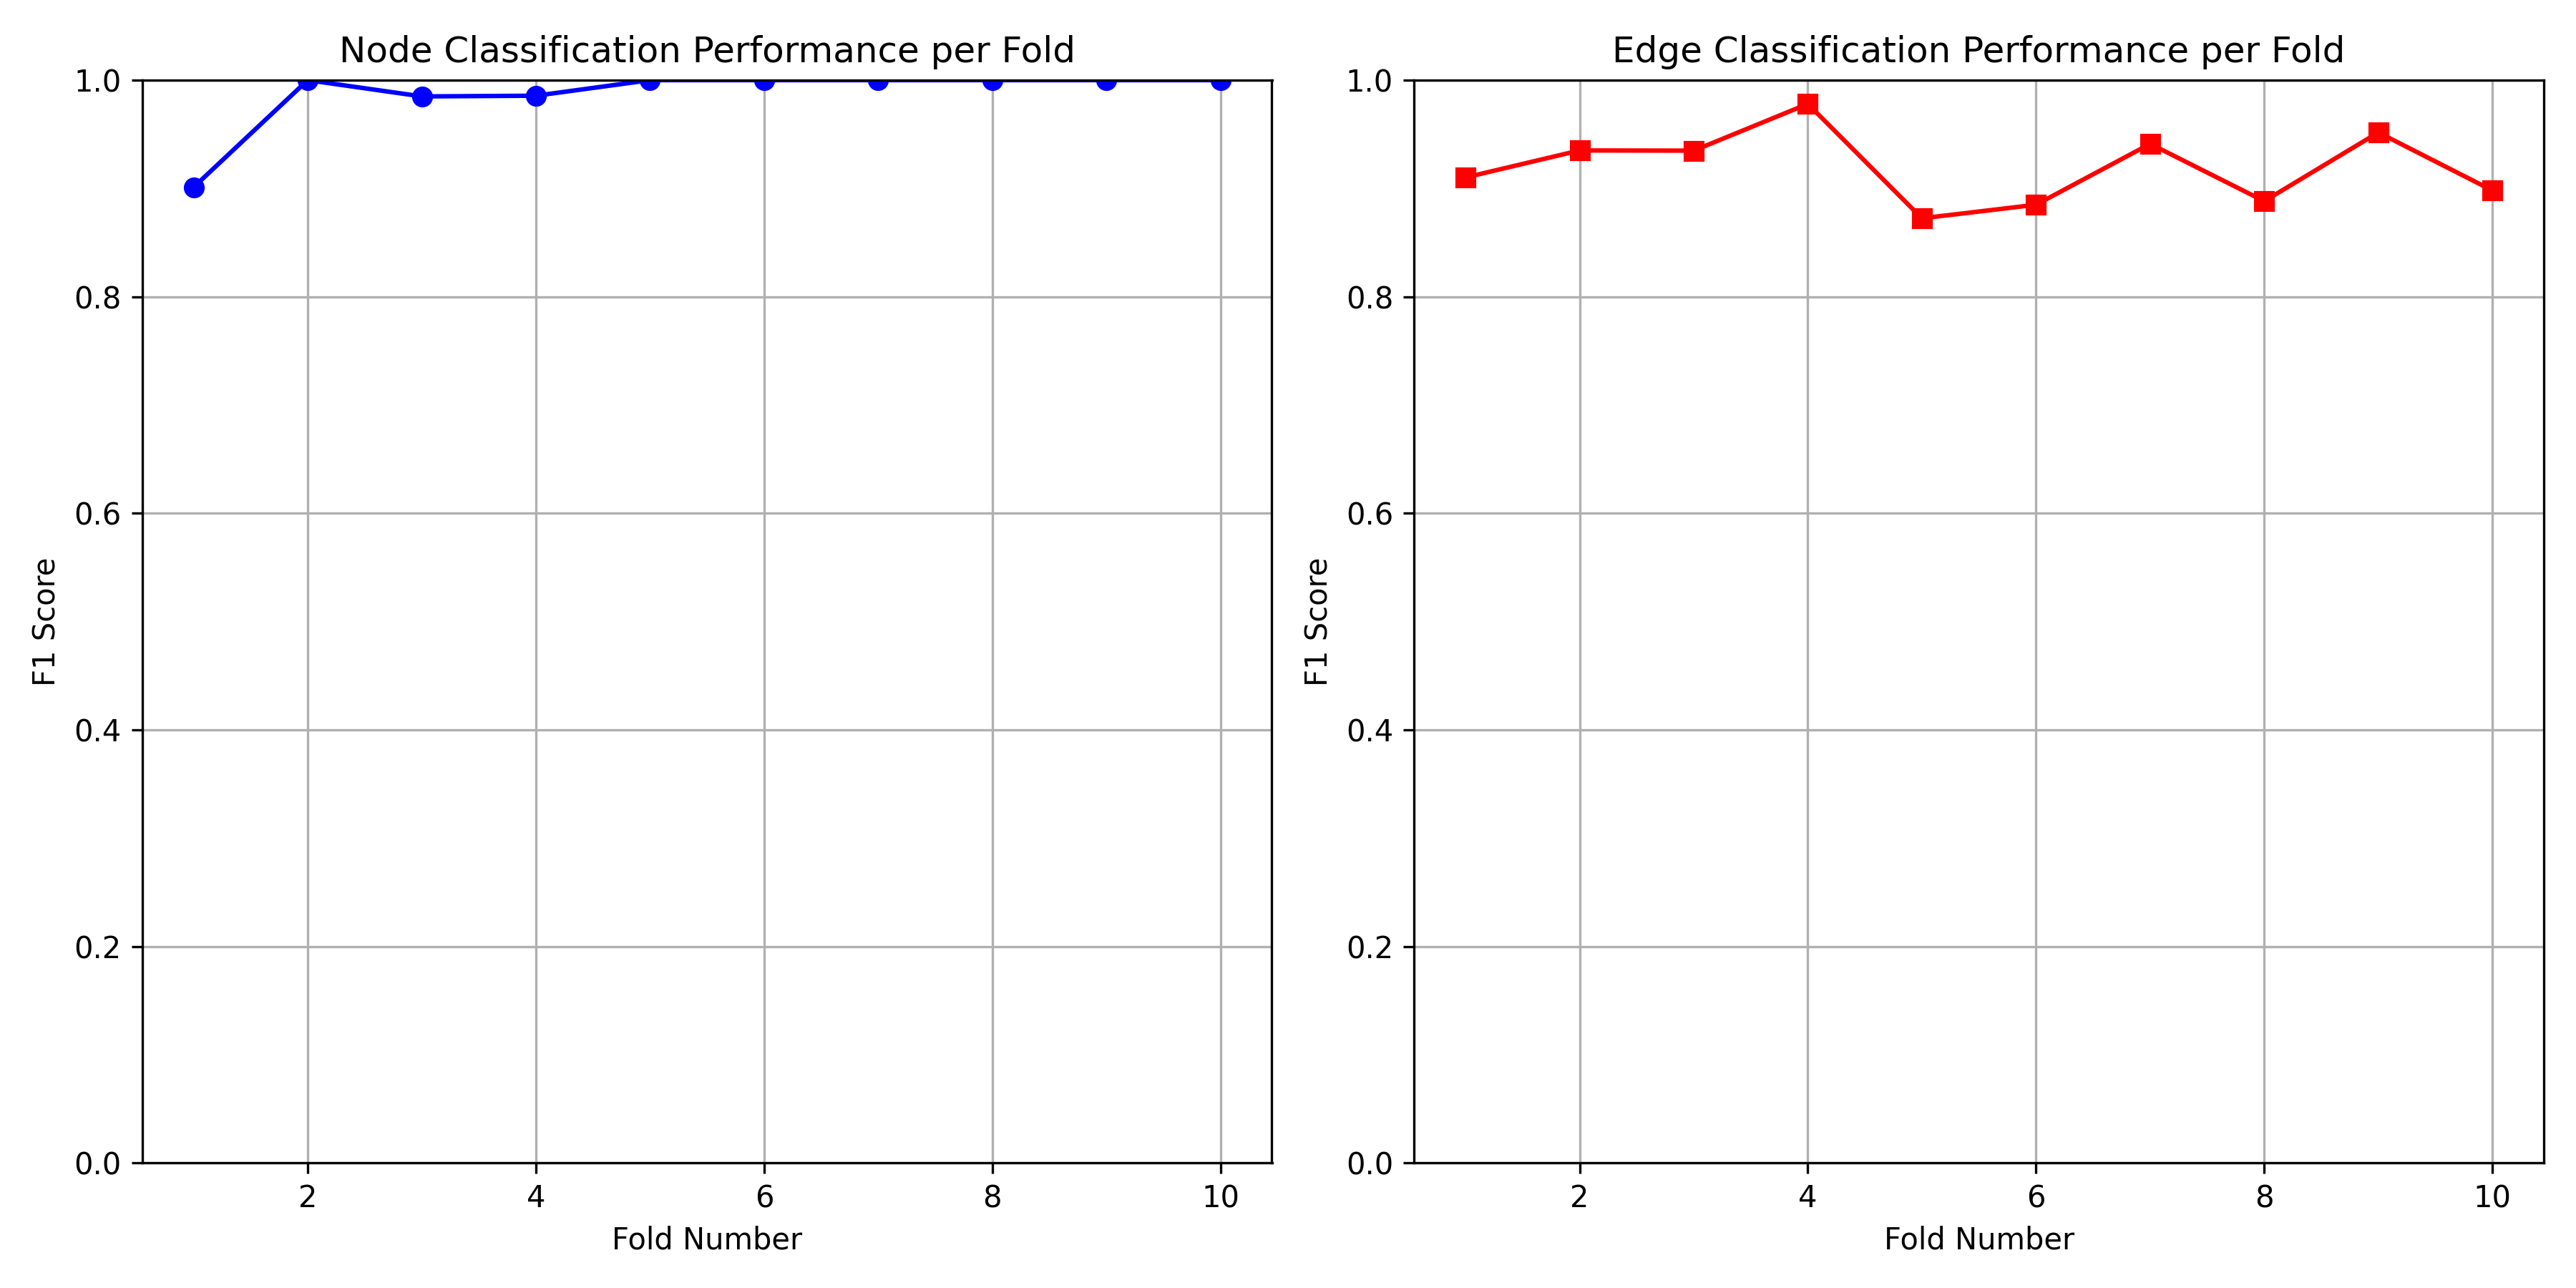 Node Classification Performance per Fold
1.0
0.8
0.6
0.4
0.2
0.0
F1 Score
2 4 6 8 10
Fold Number
Edge Classification Performance per Fold
1.0
0.8
0.6
0.4
0.2
0.0
F1 Score
2 4 6 8 10
Fold Number